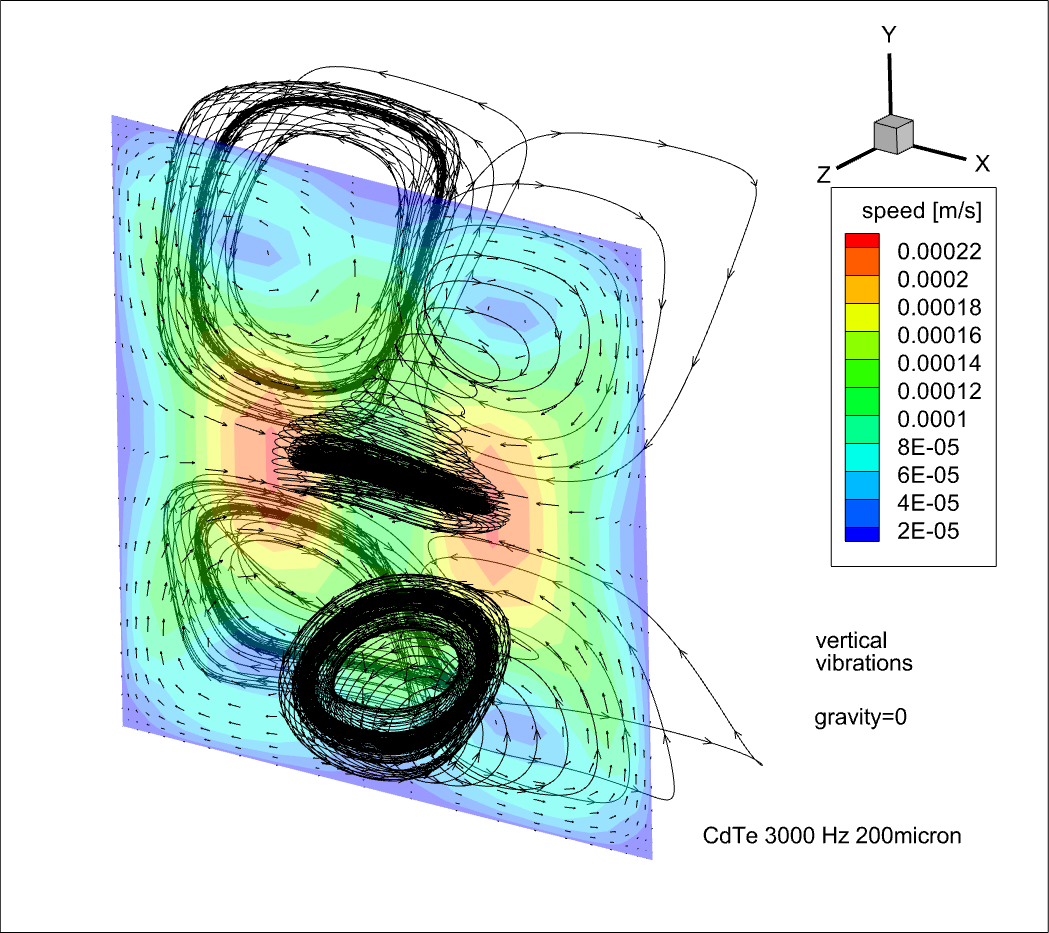 Y
Z
X
speed [m/s]
0.00022
0.0002
0.00018
0.00016
0.00014
0.00012
0.0001
8E-05
6E-05
4E-05
2E-05
vertical
vibrations
gravity=0
CdTe 3000 Hz 200micron